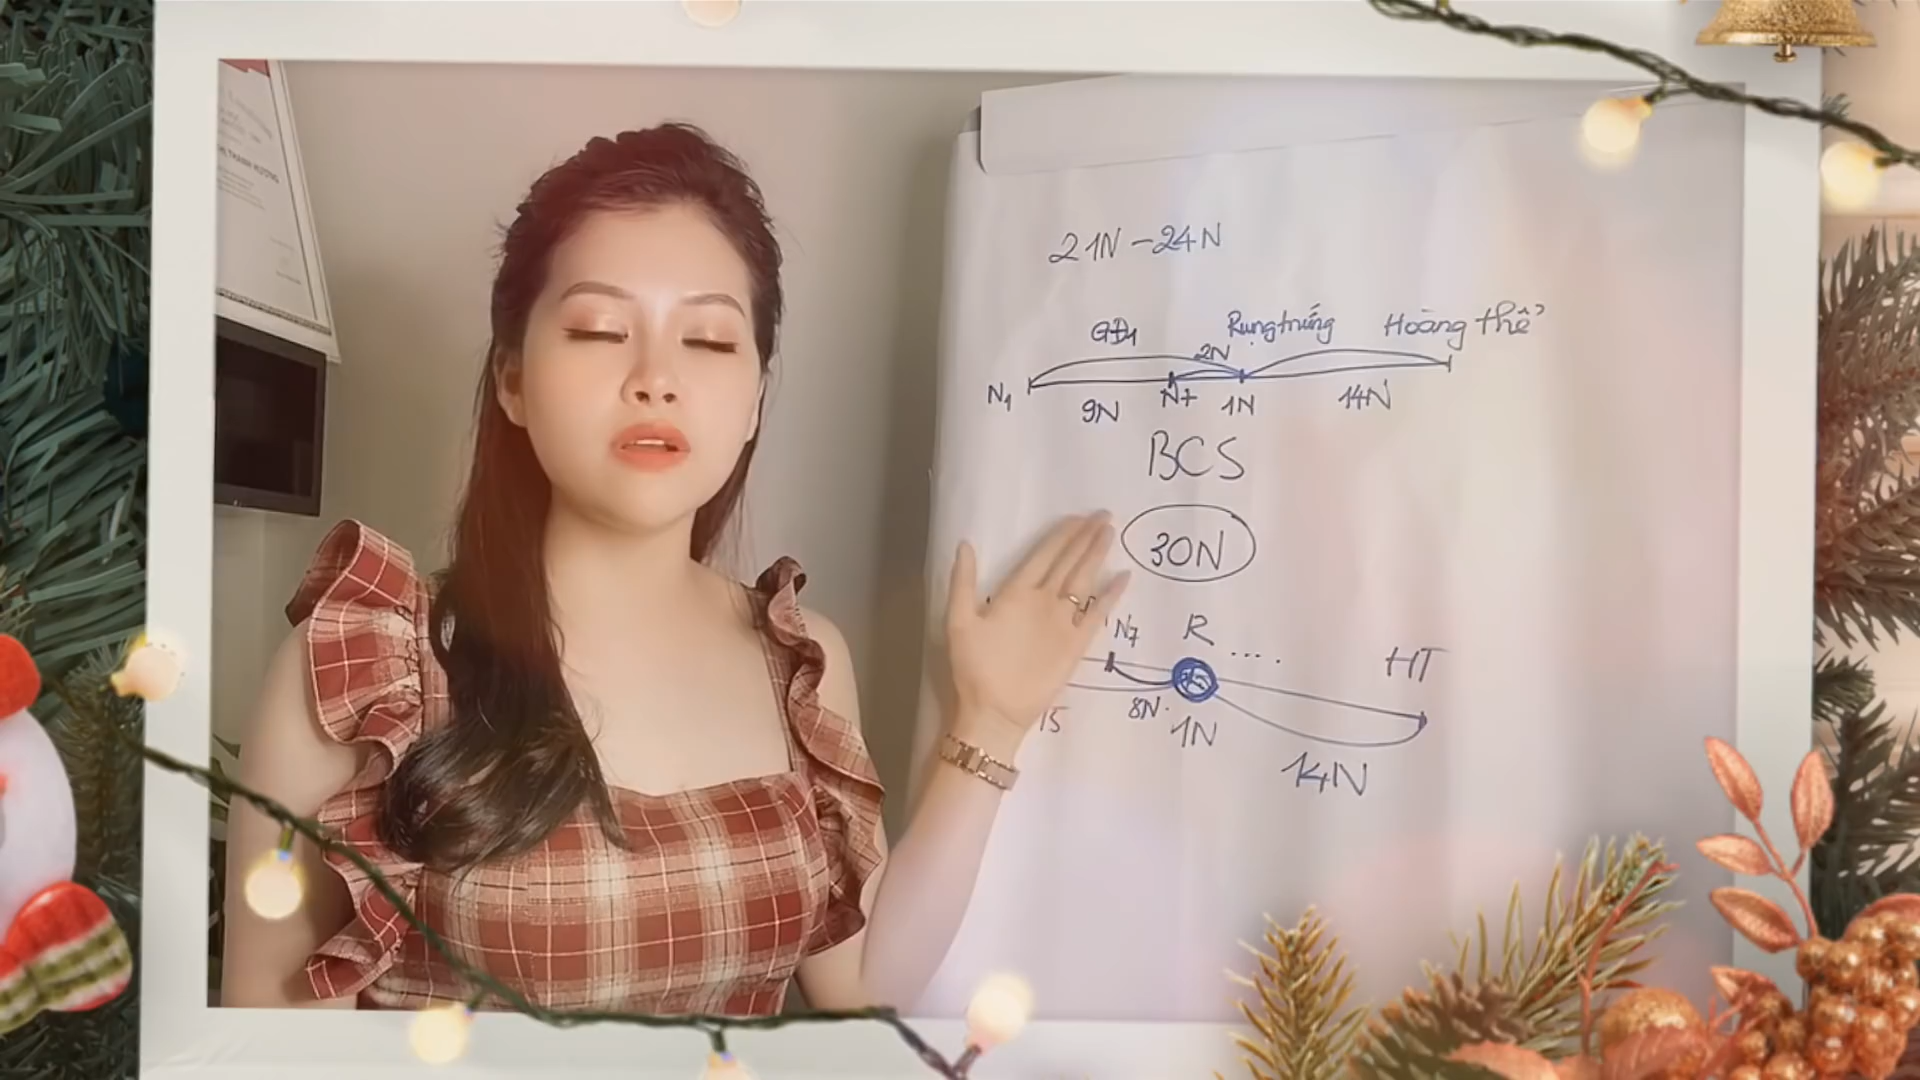 21N - 24N
GĐ1 Rụng trứng Hoàng thể
2N
N1 9N N7 1N 14N
BCS
30N
N7 R .... HT
15 8N 1N
14N